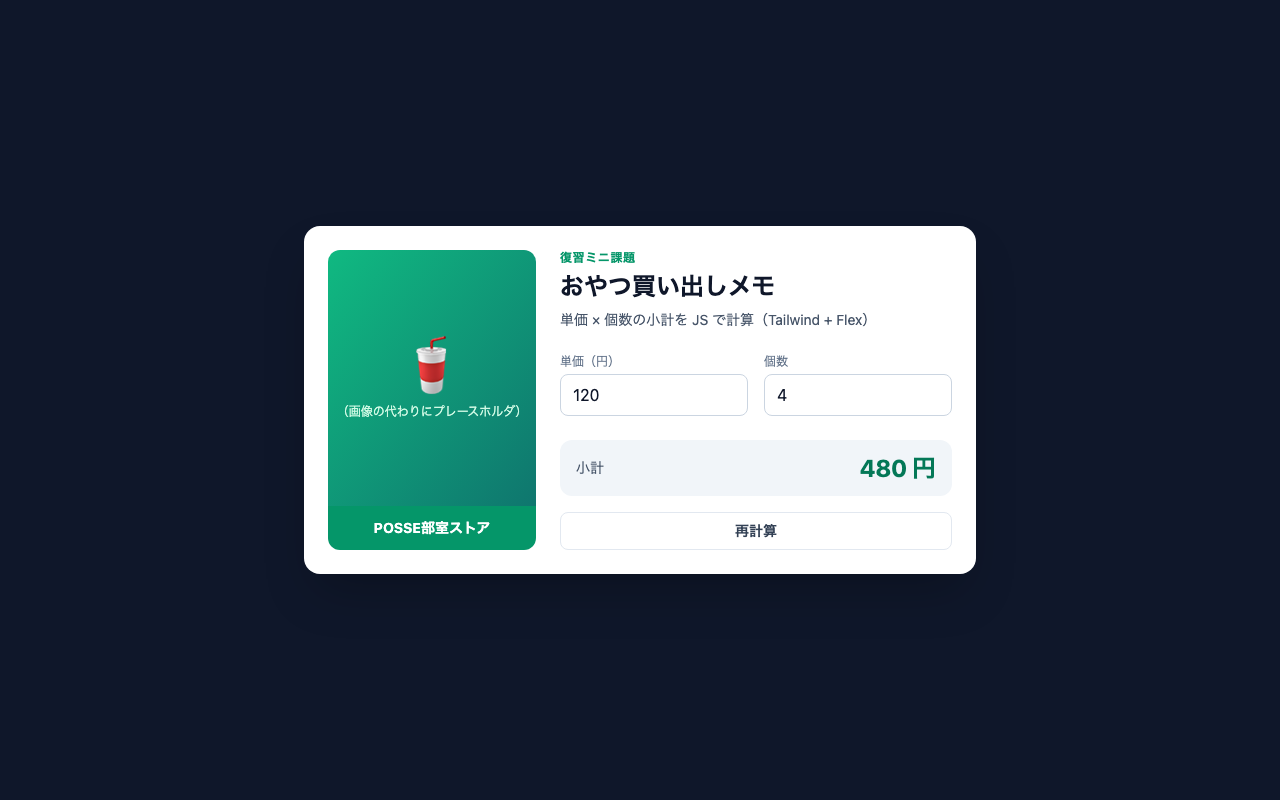 （画像の代わりにプレースホルダ）
POSSE部室ストア
復習ミニ課題
おやつ買い出しメモ
単価 × 個数の小計を JS で計算（Tailwind + Flex）
単価（円）
個数
120
4
小計
480 円
再計算